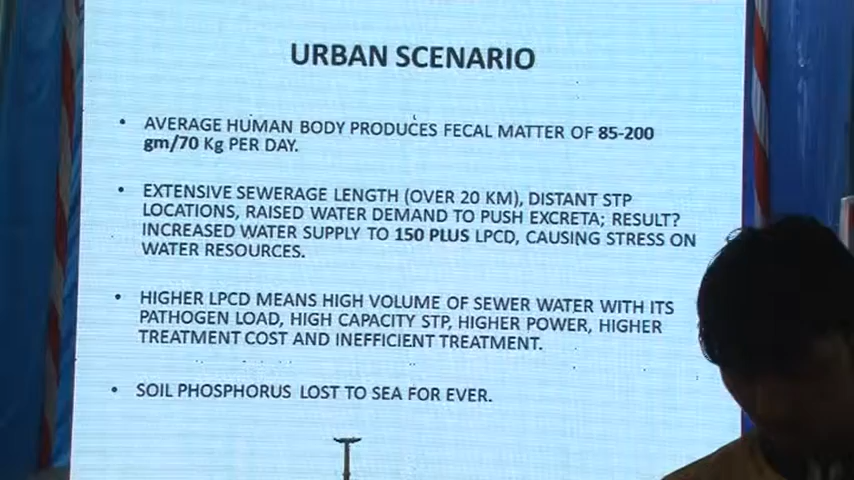 URBAN SCENARIO
• AVERAGE HUMAN BODY PRODUCES FECAL MATTER OF 85-200
gm/70 Kg PER DAY.
• EXTENSIVE SEWERAGE LENGTH (OVER 20 KM), DISTANT STP
LOCATIONS, RAISED WATER DEMAND TO PUSH EXCRETA; RESULT?
INCREASED WATER SUPPLY TO 150 PLUS LPCD, CAUSING STRESS ON
WATER RESOURCES.
• HIGHER LPCD MEANS HIGH VOLUME OF SEWER WATER WITH ITS
PATHOGEN LOAD, HIGH CAPACITY STP, HIGHER POWER, HIGHER
TREATMENT COST AND INEFFICIENT TREATMENT.
• SOIL PHOSPHORUS LOST TO SEA FOR EVER.